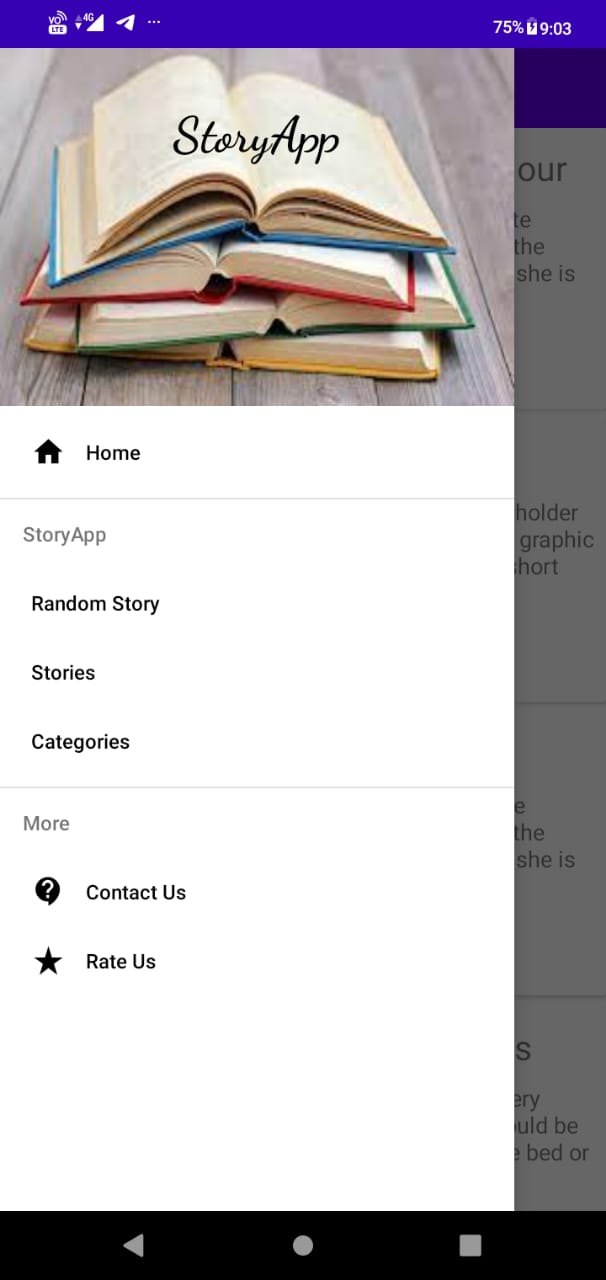 VO
LTE
4G
75%
9:03
StoryApp
our
te
the
she is
Home
holder
graphic
short
StoryApp
Random Story
Stories
Categories
e
the
she is
More
Contact Us
Rate Us
s
ery
uld be
e bed or